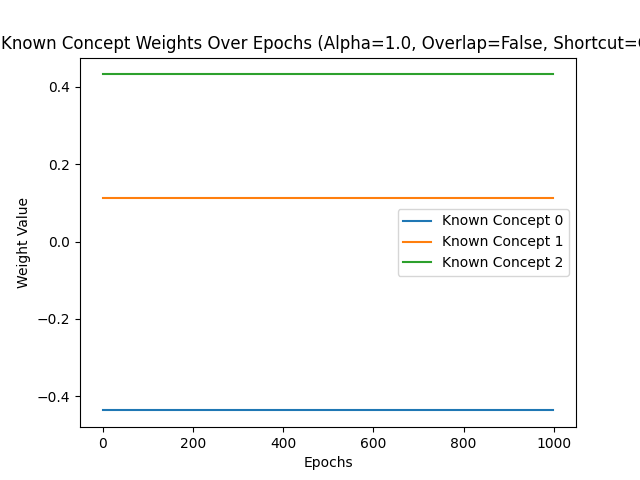 Known Concept Weights Over Epochs (Alpha=1.0, Overlap=False, Shortcut=
0.4
0.2
0.0
−0.2
−0.4
Weight Value
Known Concept 0
Known Concept 1
Known Concept 2
0 200 400 600 800 1000
Epochs